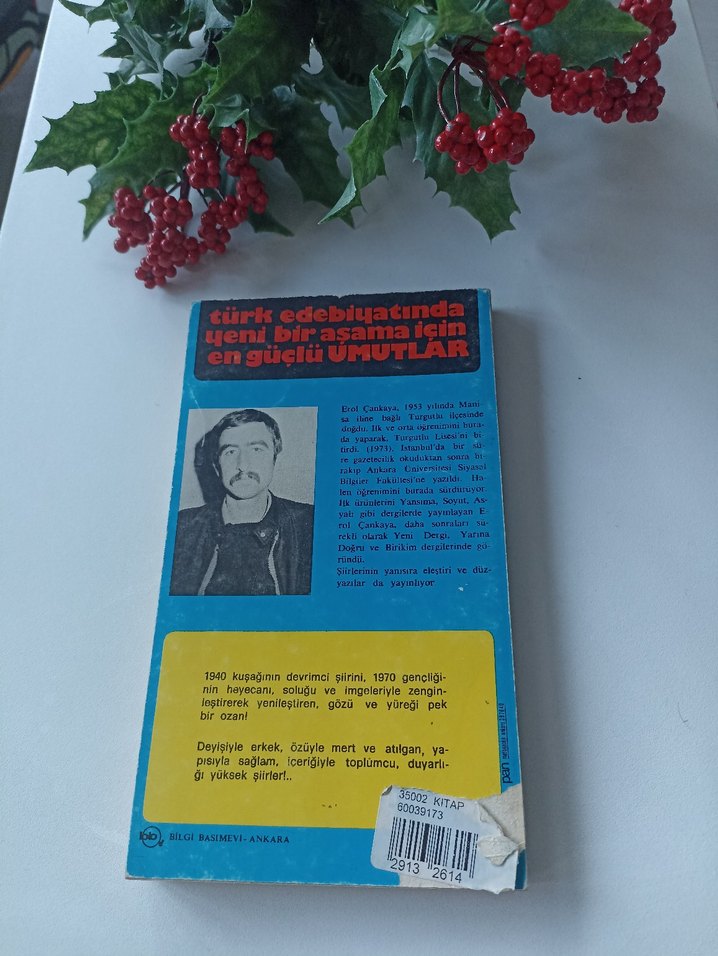 türk edebiyatında
yeni bir aşama için
en güçlü UMUTLAR
Erol Çankaya, 1953 yılında Mani-
sa iline bağlı Turgutlu ilçesinde
doğdu. İlk ve orta öğrenimini bura-
da yaparak, Turgutlu Lisesi'ni bi-
tirdi. (1973). İstanbul'da bir sü-
re gazetecilik okuduktan sonra bı-
rakıp Ankara Üniversitesi Siyasal
Bilgiler Fakültesi'ne yazıldı. Ha-
len öğrenimini burada sürdürüyor.
İlk ürünlerini Yansıma, Soyut, As-
yalı gibi dergilerde yayınlayan E-
rol Çankaya, daha sonraları sü-
rekli olarak Yeni Dergi, Yarına
Doğru ve Birikim dergilerinde gö-
ründü.
Şiirlerinin yanısıra eleştiri ve düz-
yazılar da yayınlıyor.
1940 kuşağının devrimci şiirini, 1970 gençliği-
nin heyecanı, soluğu ve imgeleriyle zengin-
leştirerek yenileştiren, gözü ve yüreği pek
bir ozan!
Deyişiyle erkek, özüyle mert ve atılgan, ya-
pısıyla sağlam, içeriğiyle toplumcu, duyarlı-
ğı yüksek şiirler!..
pan
35002 KITAP
60039173
2913 2614
BİLGİ BASIMEVİ - ANKARA